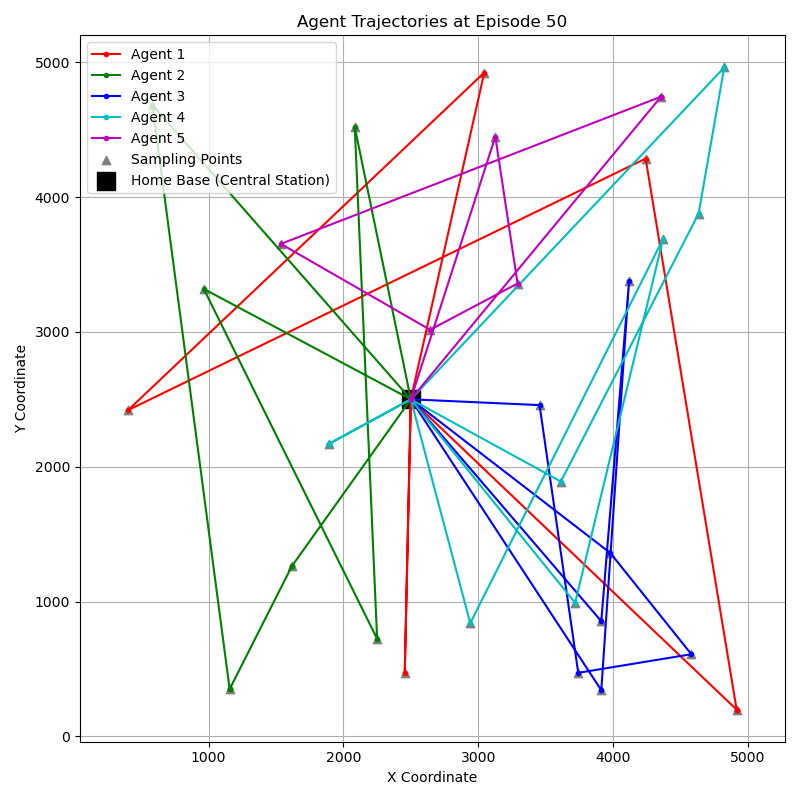 Agent Trajectories at Episode 50
Agent 1
Agent 2
Agent 3
Agent 4
Agent 5
Sampling Points
Home Base (Central Station)
Y Coordinate
5000
4000
3000
2000
1000
0
1000 2000 3000 4000 5000
X Coordinate